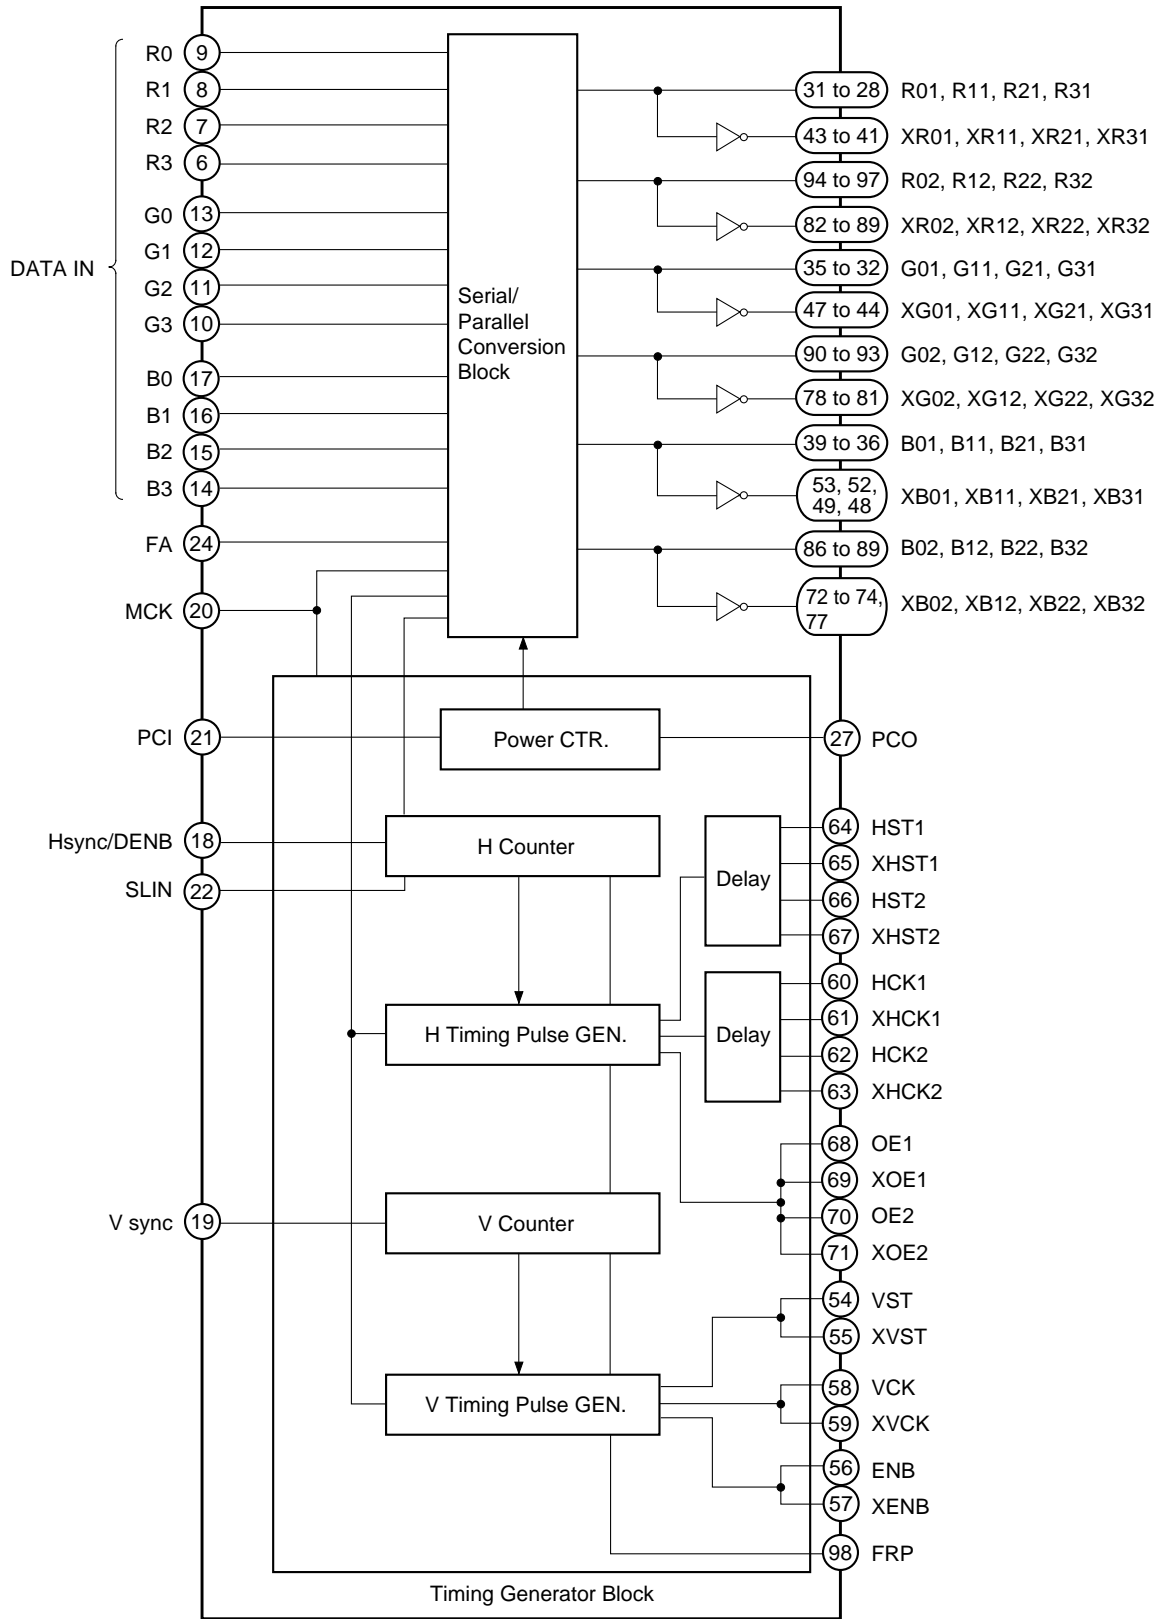 DATA IN
R0 9
R1 8
R2 7
R3 6
G0 13
G1 12
G2 11
G3 10
B0 17
B1 16
B2 15
B3 14
FA 24
MCK 20
PCI 21
Hsync/DENB 18
SLIN 22
V sync 19
Serial/
Parallel
Conversion
Block
Power CTR.
H Counter
H Timing Pulse GEN.
V Counter
V Timing Pulse GEN.
Delay
Delay
Timing Generator Block
31 to 28 R01, R11, R21, R31
43 to 41 XR01, XR11, XR21, XR31
94 to 97 R02, R12, R22, R32
82 to 89 XR02, XR12, XR22, XR32
35 to 32 G01, G11, G21, G31
47 to 44 XG01, XG11, XG21, XG31
90 to 93 G02, G12, G22, G32
78 to 81 XG02, XG12, XG22, XG32
39 to 36 B01, B11, B21, B31
53, 52,
49, 48 XB01, XB11, XB21, XB31
86 to 89 B02, B12, B22, B32
72 to 74,
77 XB02, XB12, XB22, XB32
27 PCO
64 HST1
65 XHST1
66 HST2
67 XHST2
60 HCK1
61 XHCK1
62 HCK2
63 XHCK2
68 OE1
69 XOE1
70 OE2
71 XOE2
54 VST
55 XVST
58 VCK
59 XVCK
56 ENB
57 XENB
98 FRP